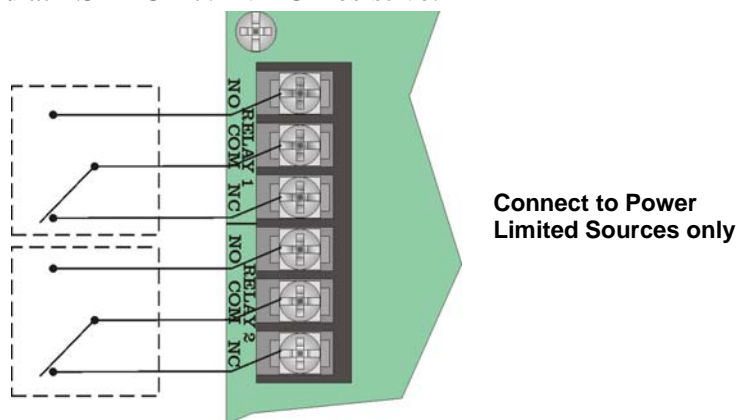 NO
COM
NC
RELAY 1
NO
COM
NC
RELAY 2
Connect to Power
Limited Sources only